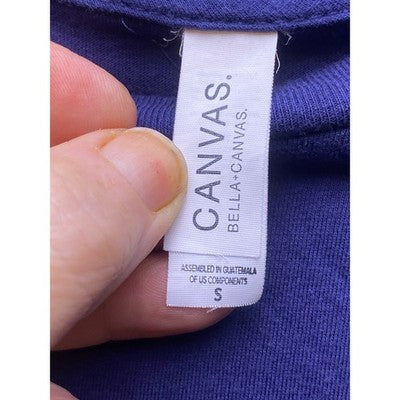 CANVAS.
BELLA+CANVAS.
ASSEMBLED IN GUATEMALA
OF US COMPONENTS
S